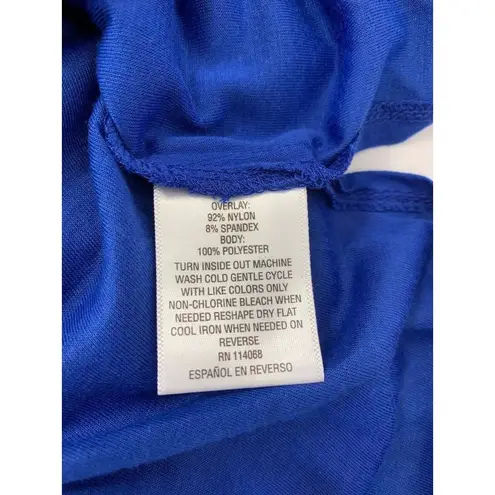 OVERLAY:
92% NYLON
8% SPANDEX
BODY:
100% POLYESTER
TURN INSIDE OUT MACHINE
WASH COLD GENTLE CYCLE
WITH LIKE COLORS ONLY
NON-CHLORINE BLEACH WHEN
NEEDED RESHAPE DRY FLAT
COOL IRON WHEN NEEDED ON
REVERSE
RN 114068
ESPAÑOL EN REVERSO